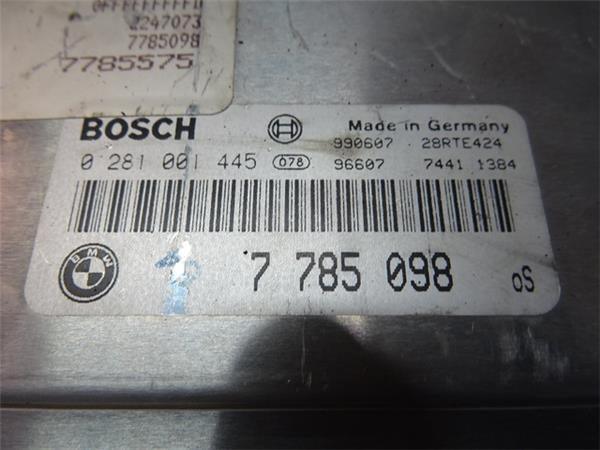 2247073
7785098
7785575
BOSCH Made in Germany
990607 28RTE424
0 281 001 445 078 96607 7441 1384
BMW 7 785 098 oS